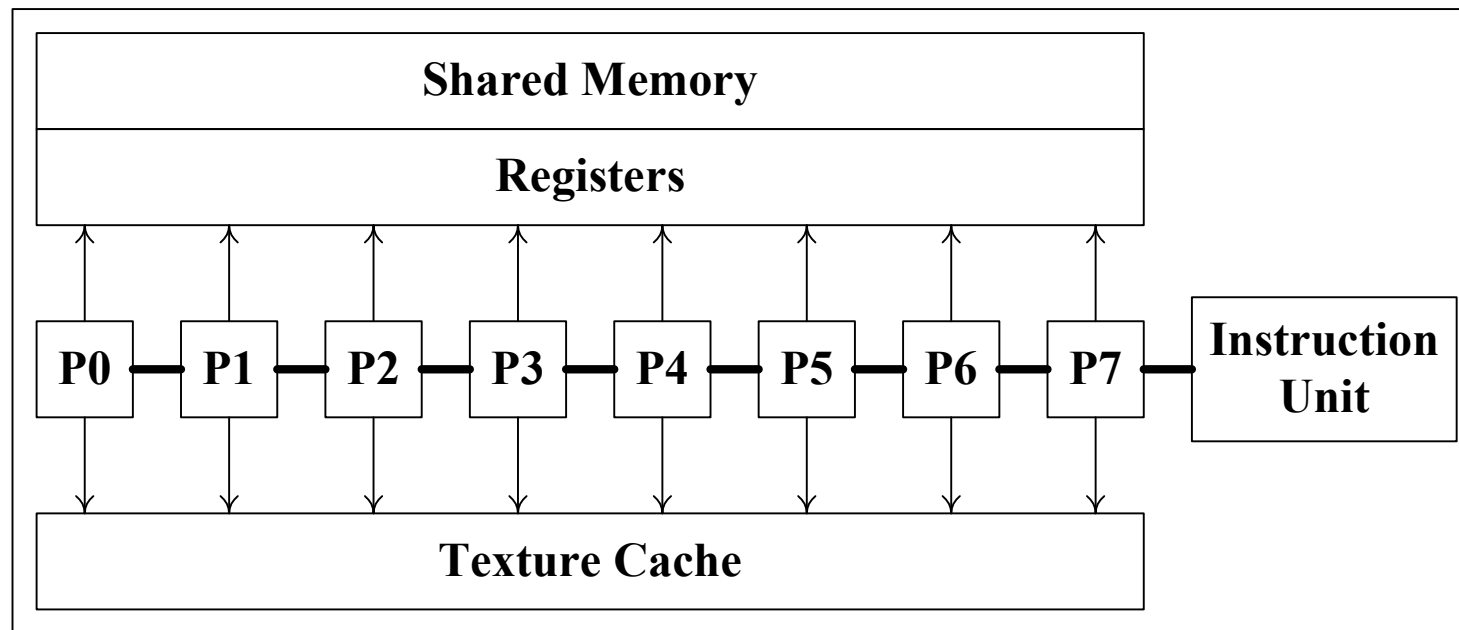 Shared Memory
Registers
P0 P1 P2 P3 P4 P5 P6 P7
Instruction
Unit
Texture Cache